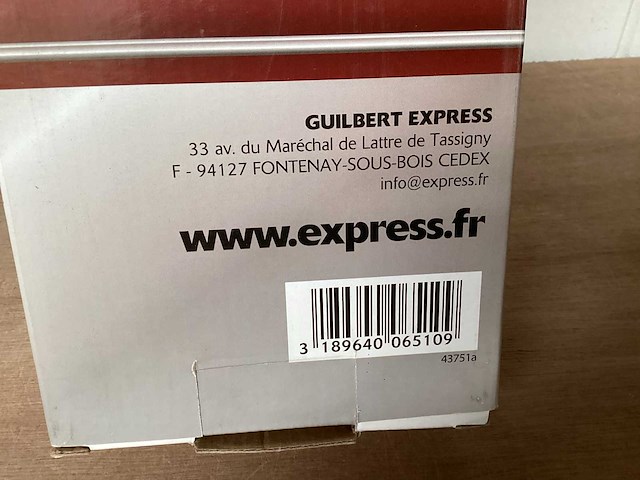 GUILBERT EXPRESS
33 av. du Maréchal de Lattre de Tassigny
F - 94127 FONTENAY-SOUS-BOIS CEDEX
info@express.fr
www.express.fr
3 189640 065109
43751a